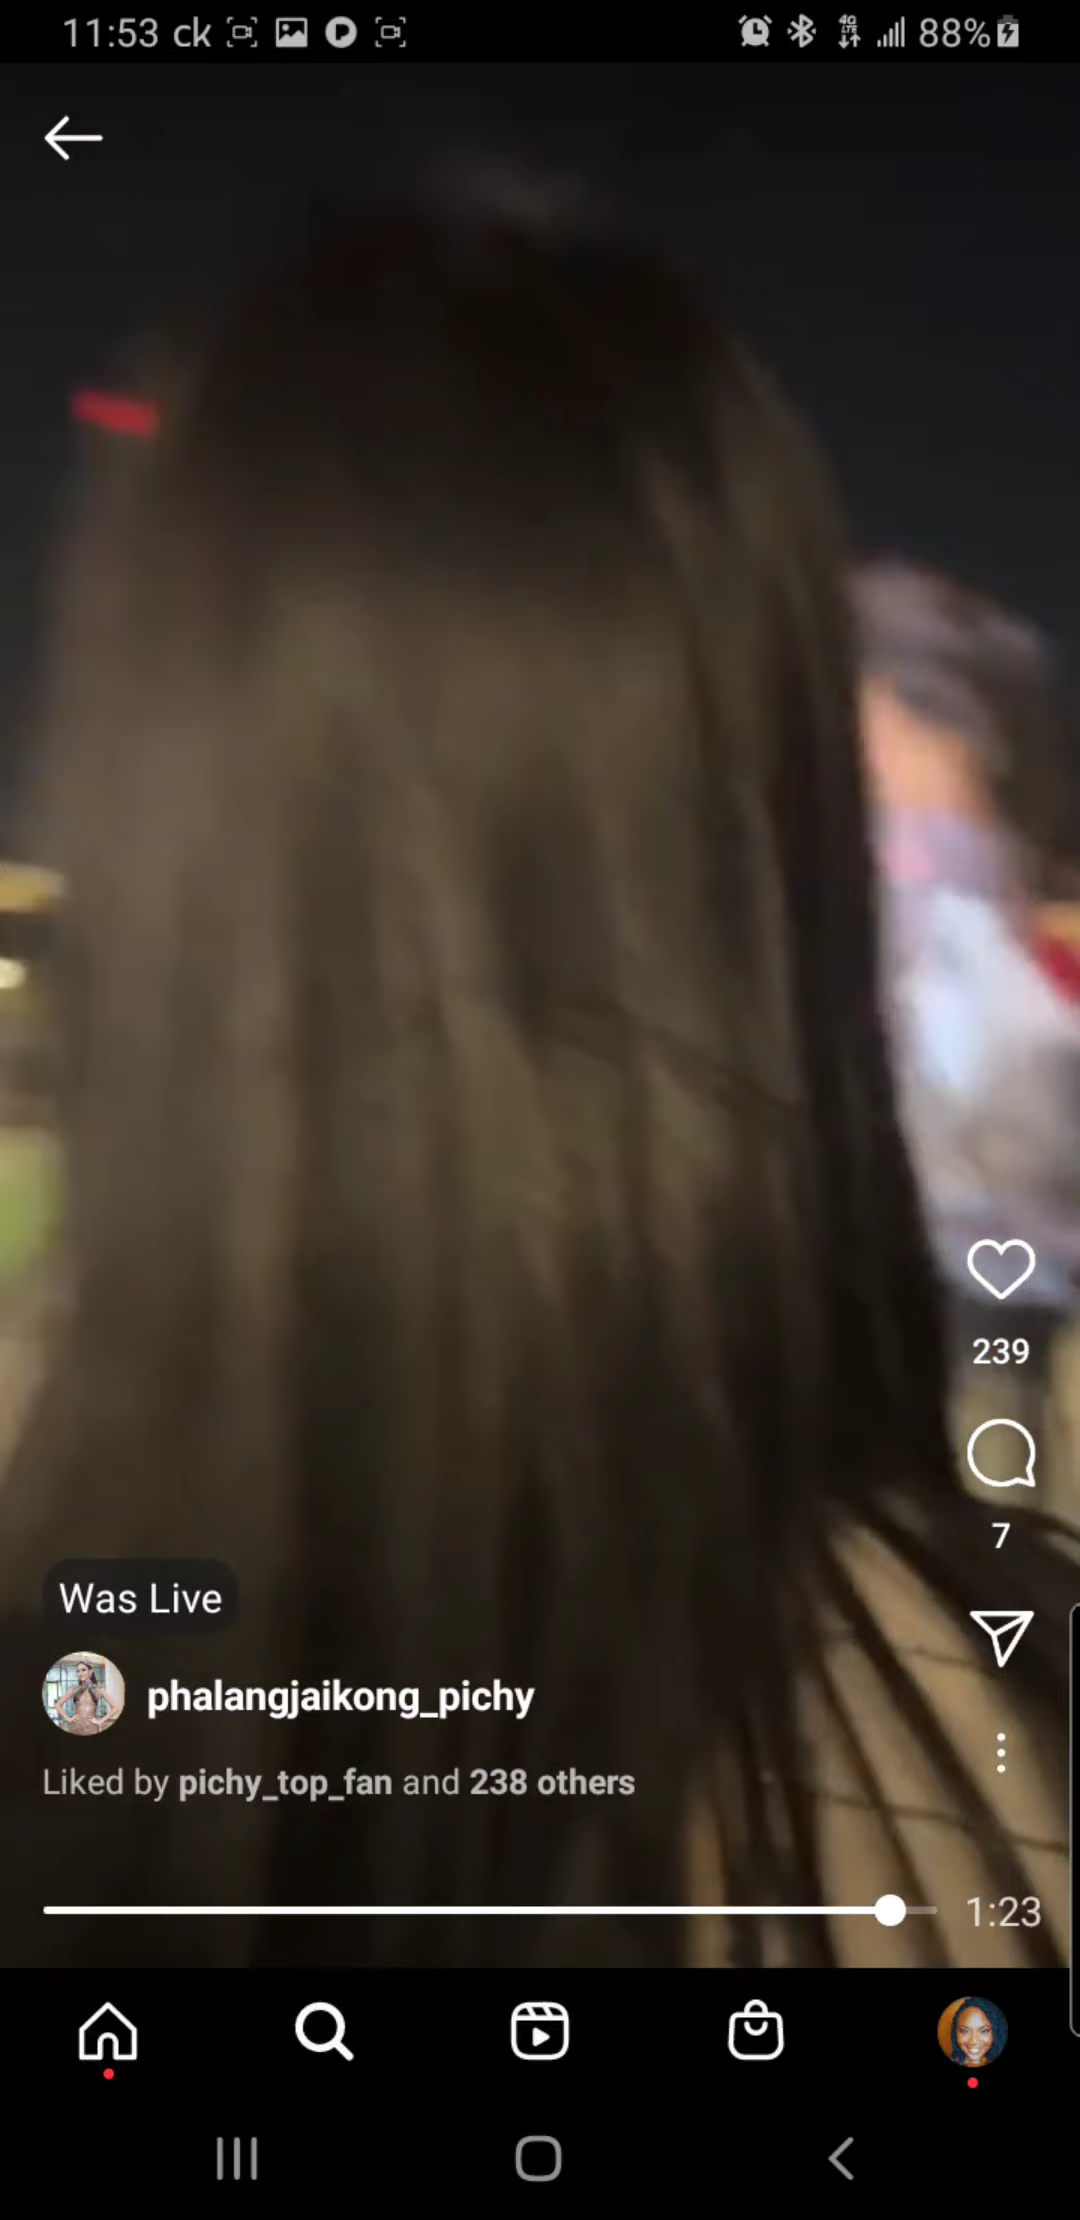 11:53 ck 88%
239
7
Was Live
phalangjaikong_pichy
Liked by pichy_top_fan and 238 others
1:23